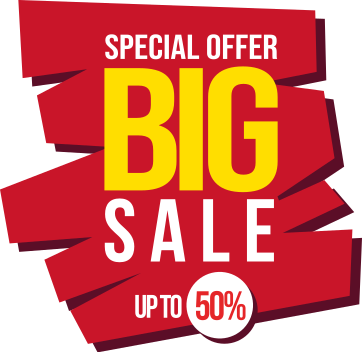 SPECIAL OFFER
BIG
SALE
UP TO 50%